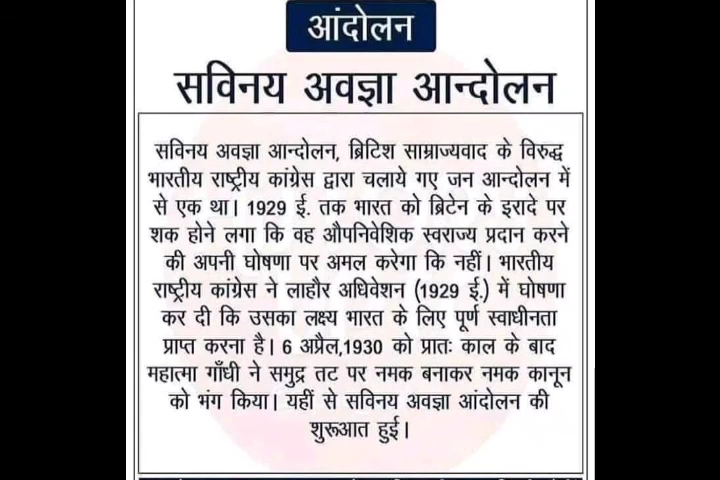 आंदोलन
सविनय अवज्ञा आन्दोलन
सविनय अवज्ञा आन्दोलन, ब्रिटिश साम्राज्यवाद के विरुद्ध
भारतीय राष्ट्रीय कांग्रेस द्वारा चलाये गए जन आन्दोलन में
से एक था। 1929 ई. तक भारत को ब्रिटेन के इरादे पर
शक होने लगा कि वह औपनिवेशिक स्वराज्य प्रदान करने
की अपनी घोषणा पर अमल करेगा कि नहीं। भारतीय
राष्ट्रीय कांग्रेस ने लाहौर अधिवेशन (1929 ई.) में घोषणा
कर दी कि उसका लक्ष्य भारत के लिए पूर्ण स्वाधीनता
प्राप्त करना है। 6 अप्रैल,1930 को प्रातः काल के बाद
महात्मा गाँधी ने समुद्र तट पर नमक बनाकर नमक कानून
को भंग किया। यहीं से सविनय अवज्ञा आंदोलन की
शुरूआत हुई।